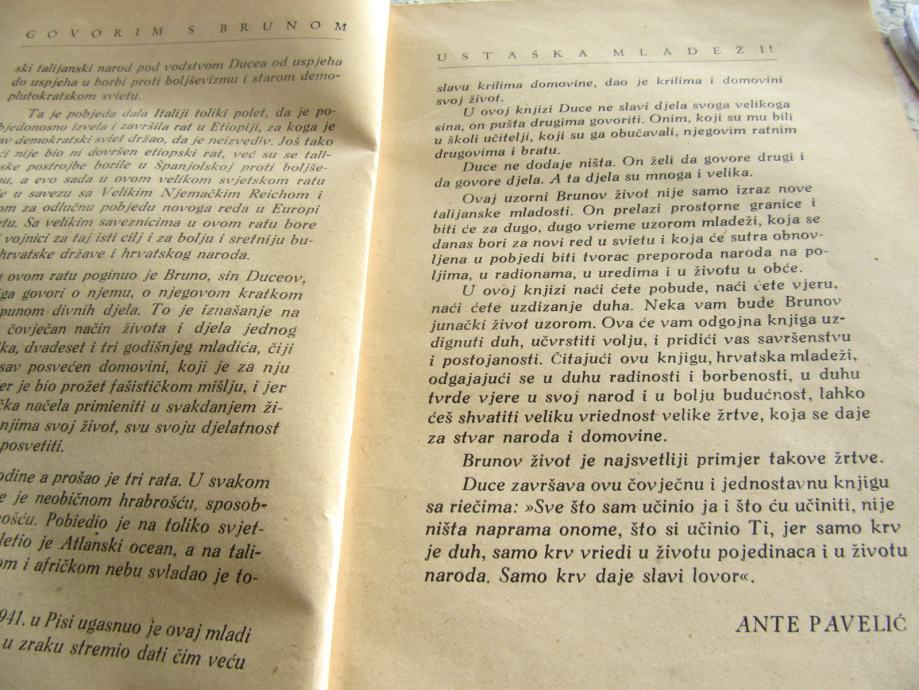 GOVORIM S BRUNOM
ski talijanski narod pod vodstvom Ducea od uspjeha
do uspjeha u borbi proti boljševizmu i starom demo-
plutokratskom svietu.
Ta je pobjeda dala Italiji toliki polet, da je po-
bjedonosno izvela i završila rat u Etiopiji, za koga je
av demokratski sviet držao, da je neizvediv. Još tako
ći nije bio ni dovršen etiopski rat, već su se tali-
ske postrojbe borile u Španjolskoj proti boljše-
mu, a evo sada u ovom velikom svjetskom ratu
e u savezu sa Velikim Njemačkim Reichom i
om za odlučnu pobjedu novoga reda u Europi
etu. Sa velikim saveznicima u ovom ratu bore
i vojnici za taj isti cilj i za bolju i sretniju bu-
hrvatske države i hrvatskog naroda.
u ovom ratu poginuo je Bruno, sin Duceov,
iga govori o njemu, o njegovom kratkom
punom divnih djela. To je iznašanje na
čovječan način života i djela jednog
ka, dvadeset i tri godišnjeg mladića, čiji
sav posvećen domovini, koji je za nju
er je bio prožet fašističkom mišlju, i jer
čka načela primieniti u svakdanjem ži-
njima svoj život, svu svoju djelatnost
posvetiti.
odine a prošao je tri rata. U svakom
e je neobičnom hrabrošću, sposob-
rošću. Pobiedio je na toliko svjet-
letio je Atlanski ocean, a na tali-
om i afričkom nebu svladao je to-
941. u Pisi ugasnuo je ovaj mladi
u zraku stremio dati čim veću
USTAŠKA MLADEŽI!
slavu krilima domovine, dao je krilima i domovini
svoj život.
U ovoj knjizi Duce ne slavi djela svoga velikoga
sina, on pušta drugima govoriti. Onim, koji su mu bili
u školi učitelji, koji su ga obučavali, njegovim ratnim
drugovima i bratu.
Duce ne dodaje ništa. On želi da govore drugi i
da govore djela. A ta djela su mnoga i velika.
Ovaj uzorni Brunov život nije samo izraz nove
talijanske mladosti. On prelazi prostorne granice i
biti će za dugo, dugo vrieme uzorom mladeži, koja se
danas bori za novi red u svietu i koja će sutra obnov-
ljena u pobjedi biti tvorac preporoda naroda na po-
ljima, u radionama, u uredima i u životu u obće.
U ovoj knjizi naći ćete pobude, naći ćete vjeru,
naći ćete uzdizanje duha. Neka vam bude Brunov
junački život uzorom. Ova će vam odgojna knjiga uz-
dignuti duh, učvrstiti volju, i pridići vas savršenstvu
i postojanosti. Čitajući ovu knjigu, hrvatska mladeži,
odgajajući se u duhu radinosti i borbenosti, u duhu
tvrde vjere u svoj narod i u bolju budućnost, lahko
ćeš shvatiti veliku vriednost velike žrtve, koja se daje
za stvar naroda i domovine.
Brunov život je najsvetliji primjer takove žrtve.
Duce završava ovu čovječnu i jednostavnu knjigu
sa riečima: »Sve što sam učinio ja i što ću učiniti, nije
ništa naprama onome, što si učinio Ti, jer samo krv
je duh, samo krv vriedi u životu pojedinaca i u životu
naroda. Samo krv daje slavi lovor«.
ANTE PAVELIĆ